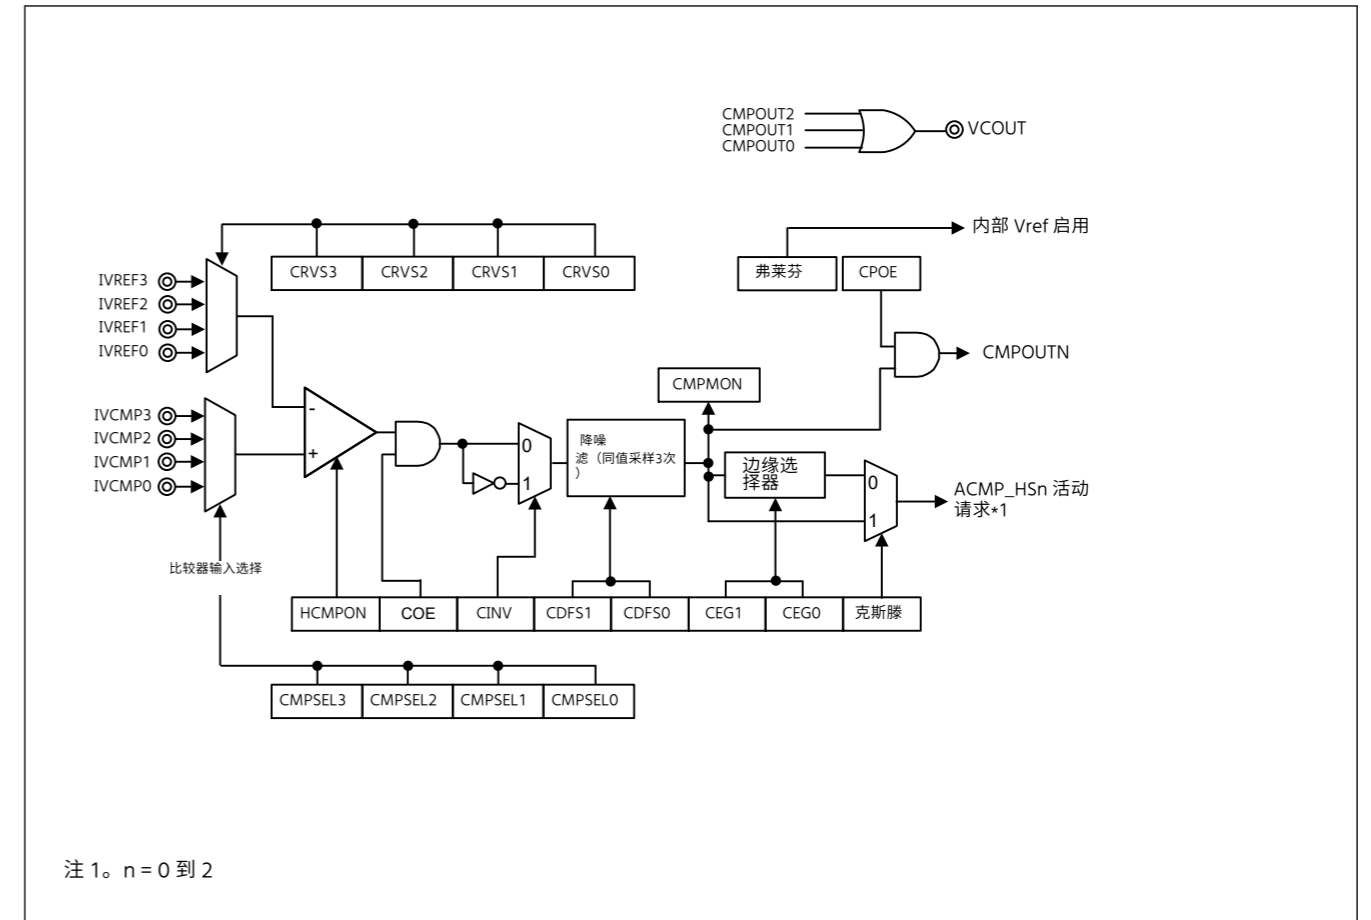 CMPOUT2
CMPOUT1
CMPOUT0
VCOUT
内部 Vref 启用
CRVS3
CRVS2
CRVS1
CRVS0
弗莱芬
CPOE
IVREF3
IVREF2
IVREF1
IVREF0
CMPOUTN
CMPMON
IVCMP3
IVCMP2
IVCMP1
IVCMP0
-
+
0
1
降噪
滤（同值采样3次
）
边缘选
择器
0
1
ACMP_HSn 活动
请求*1
比较器输入选择
HCMPON
COE
CINV
CDFS1
CDFS0
CEG1
CEG0
克斯滕
CMPSEL3
CMPSEL2
CMPSEL1
CMPSEL0
注 1。n = 0 到 2